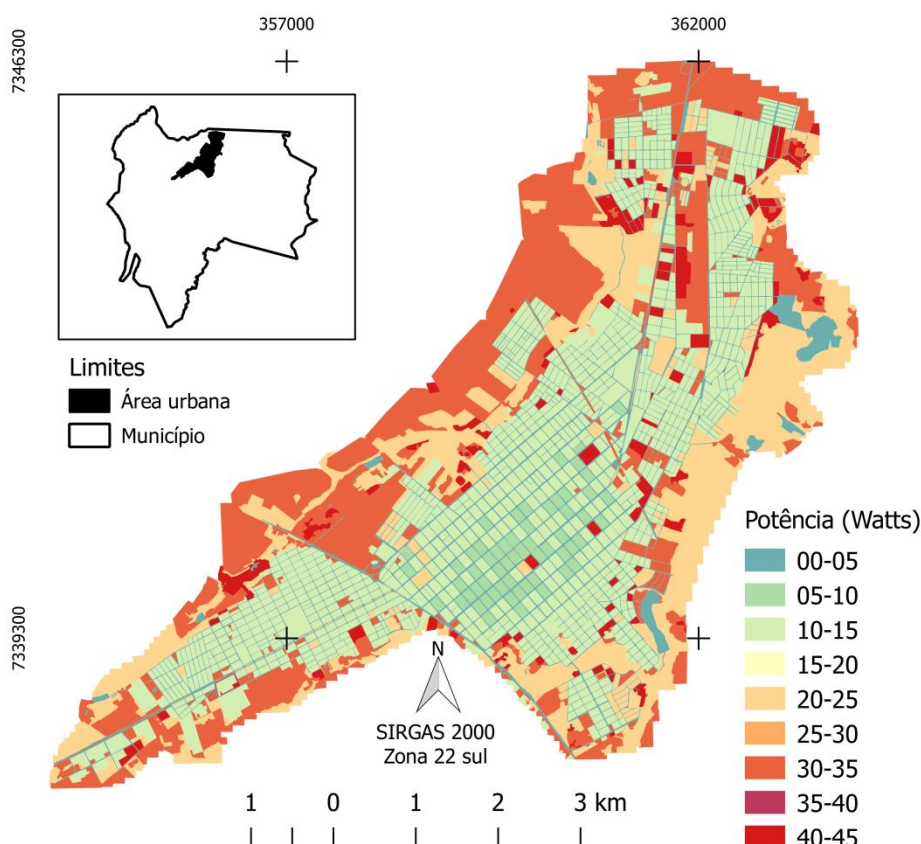 357000
362000
7346300
Limites
Área urbana
Município
Potência (Watts)
00-05
05-10
10-15
15-20
20-25
25-30
30-35
35-40
40-45
7339300
N
SIRGAS 2000
Zona 22 sul
1 0 1 2 3 km